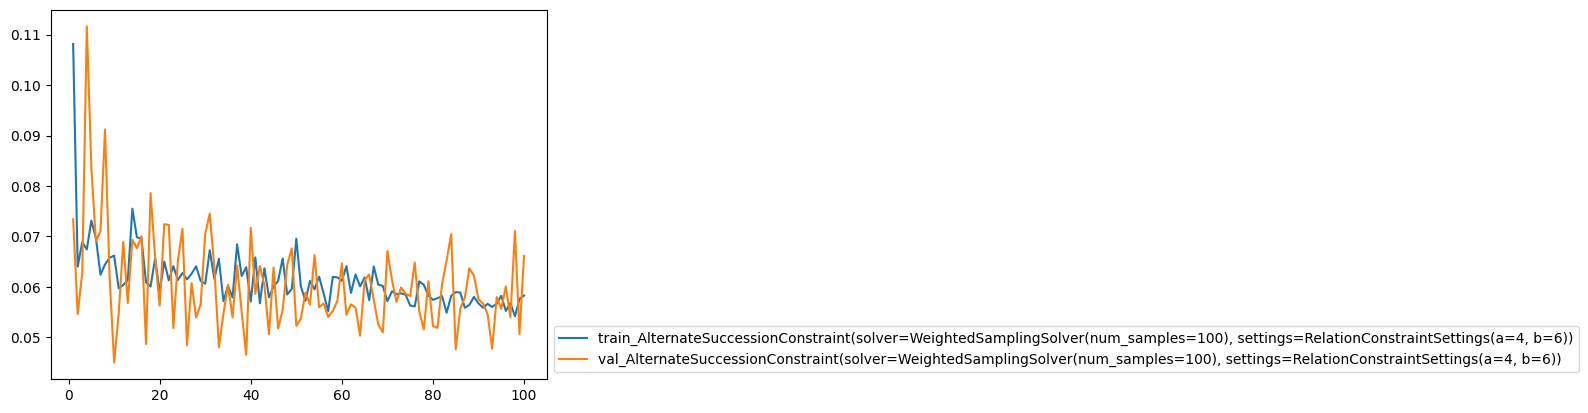 0.11
0.10
0.09
0.08
0.07
0.06
0.05
0 20 40 60 80 100
train_AlternateSuccessionConstraint(solver=WeightedSamplingSolver(num_samples=100), settings=RelationConstraintSettings(a=4, b=6))
val_AlternateSuccessionConstraint(solver=WeightedSamplingSolver(num_samples=100), settings=RelationConstraintSettings(a=4, b=6))